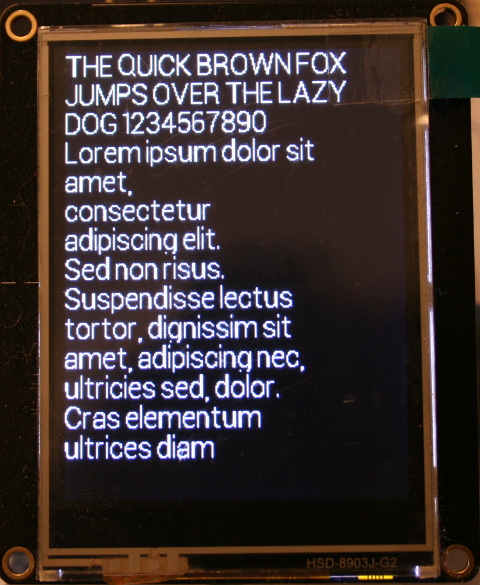 THE QUICK BROWN FOX
JUMPS OVER THE LAZY
DOG 1234567890
Lorem ipsum dolor sit
amet,
consectetur
adipiscing elit.
Sed non risus.
Suspendisse lectus
tortor, dignissim sit
amet, adipiscing nec,
ultricies sed, dolor.
Cras elementum
ultrices diam
HSD-8903J-G2